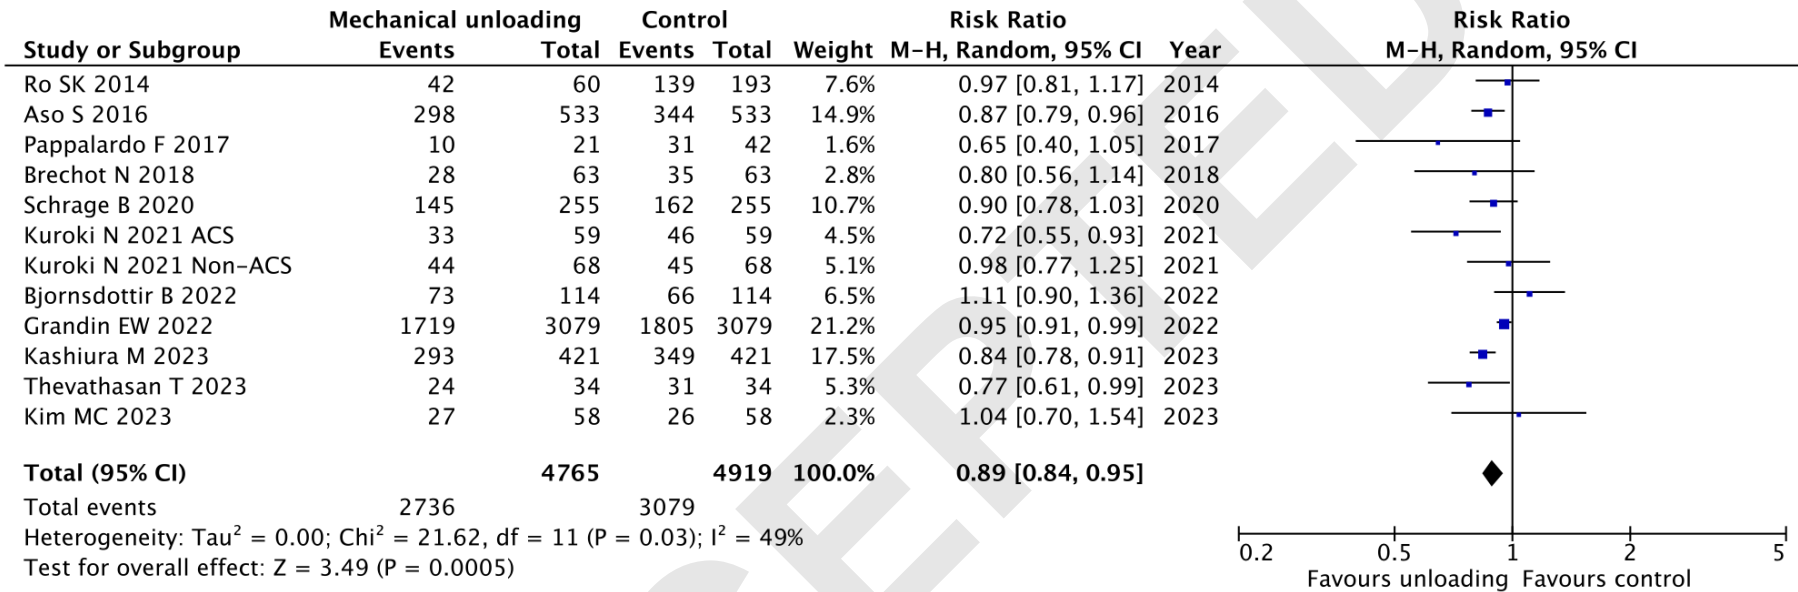 Mechanical unloading Control Risk Ratio Risk Ratio
Study or Subgroup Events Total Events Total Weight M-H, Random, 95% CI Year M-H, Random, 95% CI
Ro SK 2014 42 60 139 193 7.6% 0.97 [0.81, 1.17] 2014
Aso S 2016 298 533 344 533 14.9% 0.87 [0.79, 0.96] 2016
Pappalardo F 2017 10 21 31 42 1.6% 0.65 [0.40, 1.05] 2017
Brechot N 2018 28 63 35 63 2.8% 0.80 [0.56, 1.14] 2018
Schrage B 2020 145 255 162 255 10.7% 0.90 [0.78, 1.03] 2020
Kuroki N 2021 ACS 33 59 46 59 4.5% 0.72 [0.55, 0.93] 2021
Kuroki N 2021 Non-ACS 44 68 45 68 5.1% 0.98 [0.77, 1.25] 2021
Bjornsdottir B 2022 73 114 66 114 6.5% 1.11 [0.90, 1.36] 2022
Grandin EW 2022 1719 3079 1805 3079 21.2% 0.95 [0.91, 0.99] 2022
Kashiura M 2023 293 421 349 421 17.5% 0.84 [0.78, 0.91] 2023
Thevathasan T 2023 24 34 31 34 5.3% 0.77 [0.61, 0.99] 2023
Kim MC 2023 27 58 26 58 2.3% 1.04 [0.70, 1.54] 2023
Total (95% CI) 4765 4919 100.0% 0.89 [0.84, 0.95]
Total events 2736 3079
Heterogeneity: Tau² = 0.00; Chi² = 21.62, df = 11 (P = 0.03); I² = 49%
Test for overall effect: Z = 3.49 (P = 0.0005)
0.2 0.5 1 2 5
Favours unloading Favours control